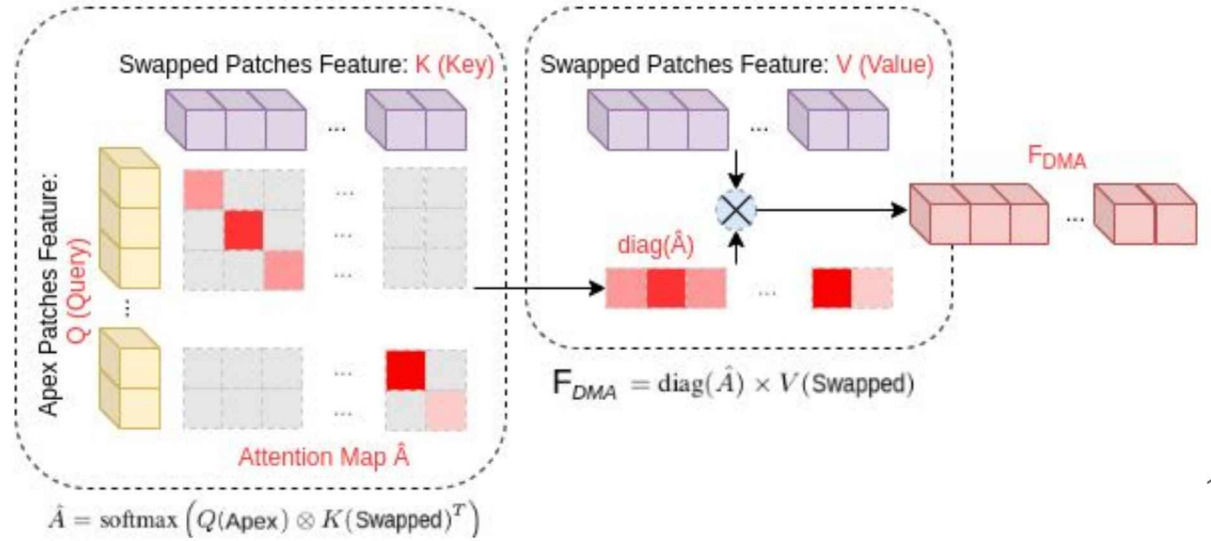 Swapped Patches Feature: K (Key)
...
Apex Patches Feature:
Q (Query)
...
...
...
...
...
...
Attention Map Â
Â = softmax (Q(Apex) ⊗ K(Swapped)^T)
Swapped Patches Feature: V (Value)
...
diag(Â)
...
F_DMA = diag(Â) × V(Swapped)
F_DMA
...